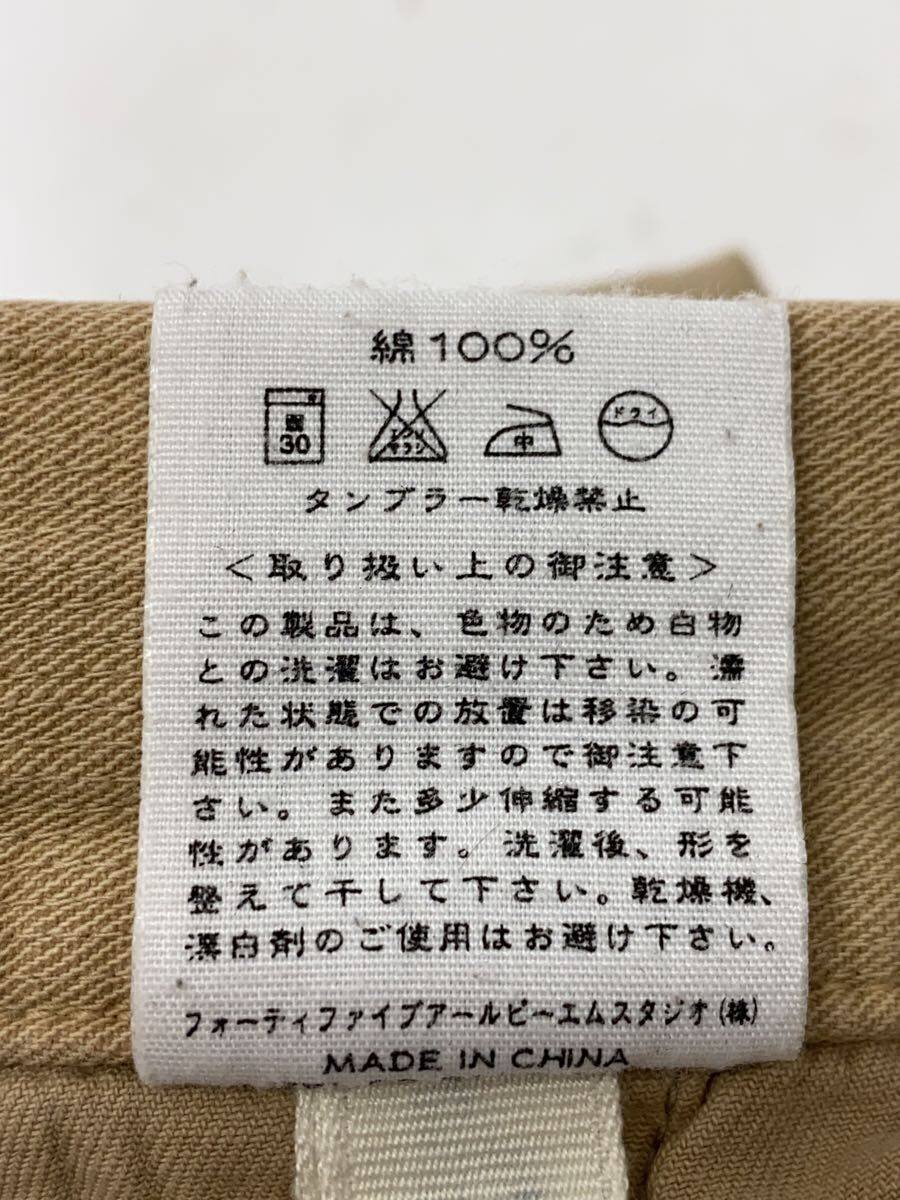 綿100%
30 エンソ サラシ 中 ドライ
タンブラー乾燥禁止
<取り扱い上の御注意>
この製品は、色物のため白物
との洗濯はお避け下さい。濡
れた状態での放置は移染の可
能性がありますので御注意下
さい。また多少伸縮する可能
性があります。洗濯後、形を
整えて干して下さい。乾燥機、
漂白剤のご使用はお避け下さい。
フォーティファイブアールピーエムスタジオ(株)
MADE IN CHINA